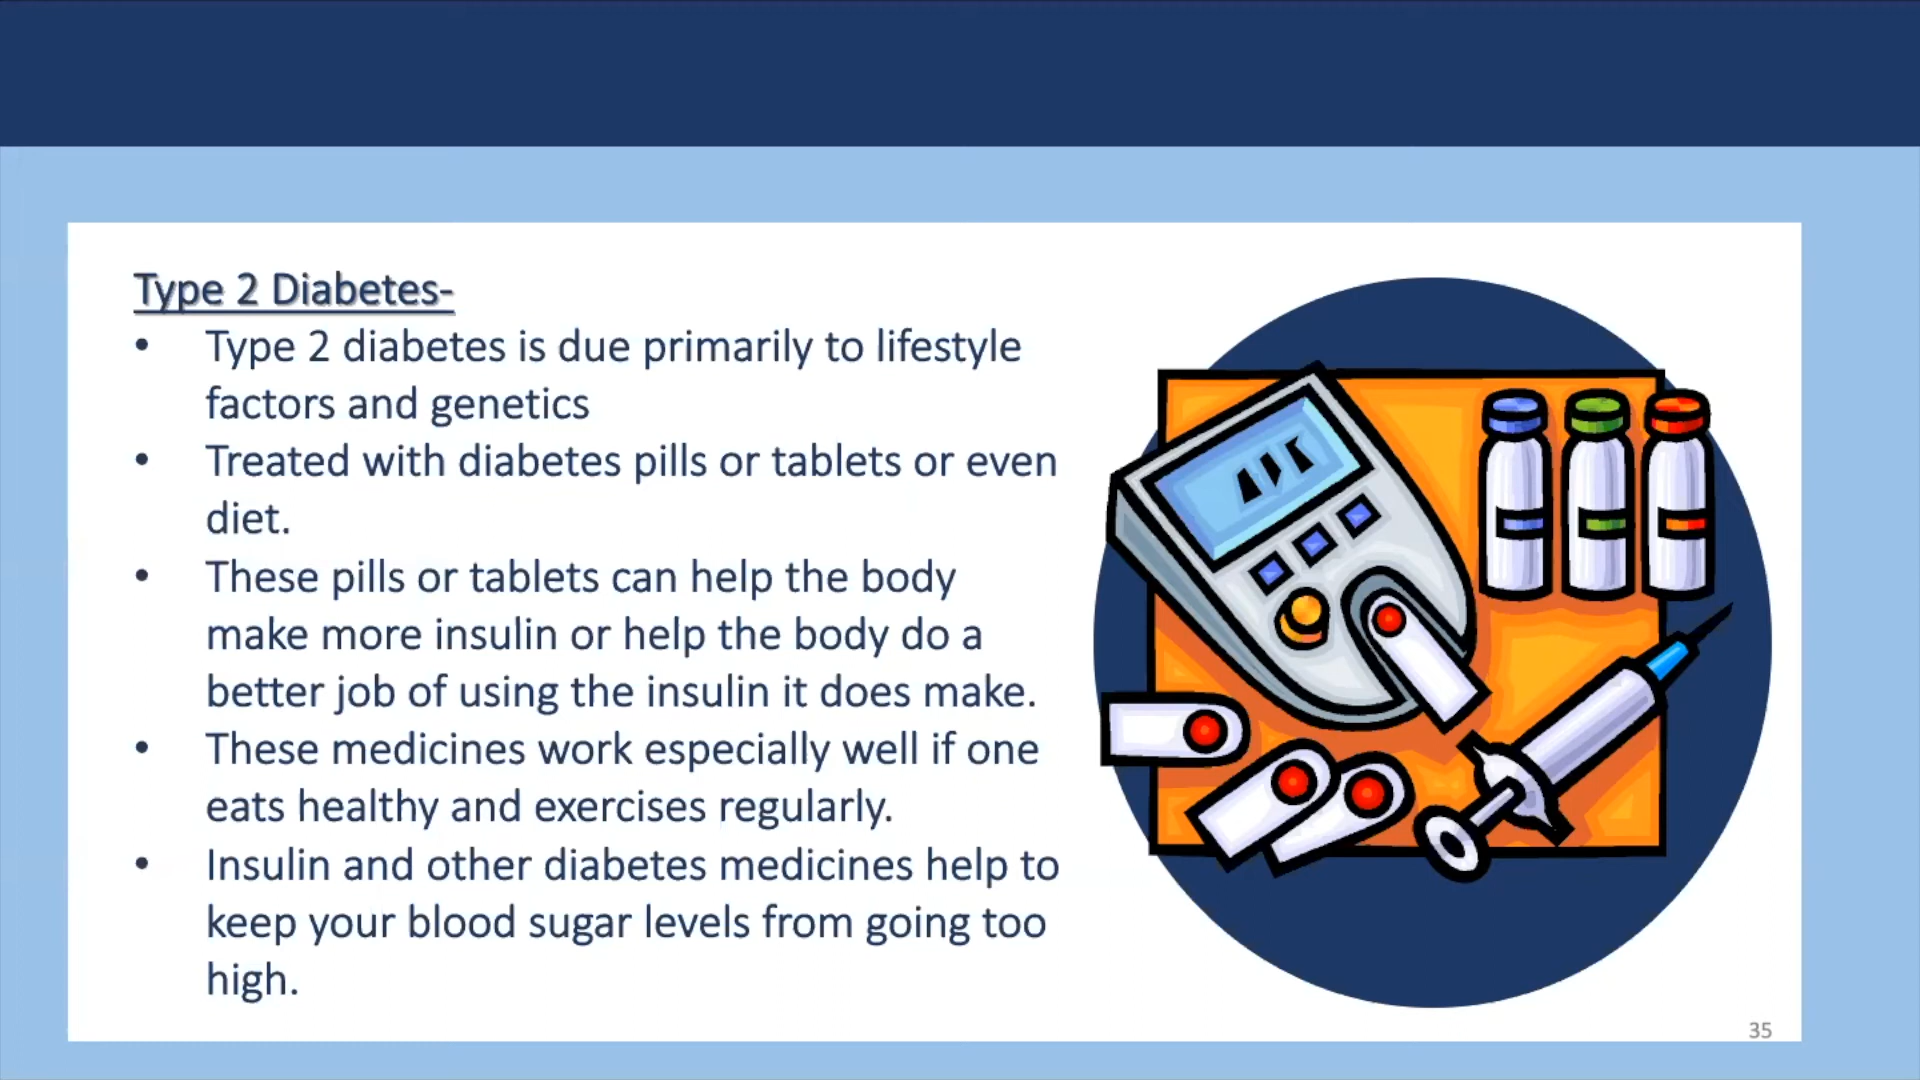 Type 2 Diabetes-
• Type 2 diabetes is due primarily to lifestyle
factors and genetics
• Treated with diabetes pills or tablets or even
diet.
• These pills or tablets can help the body
make more insulin or help the body do a
better job of using the insulin it does make.
• These medicines work especially well if one
eats healthy and exercises regularly.
• Insulin and other diabetes medicines help to
keep your blood sugar levels from going too
high.
35